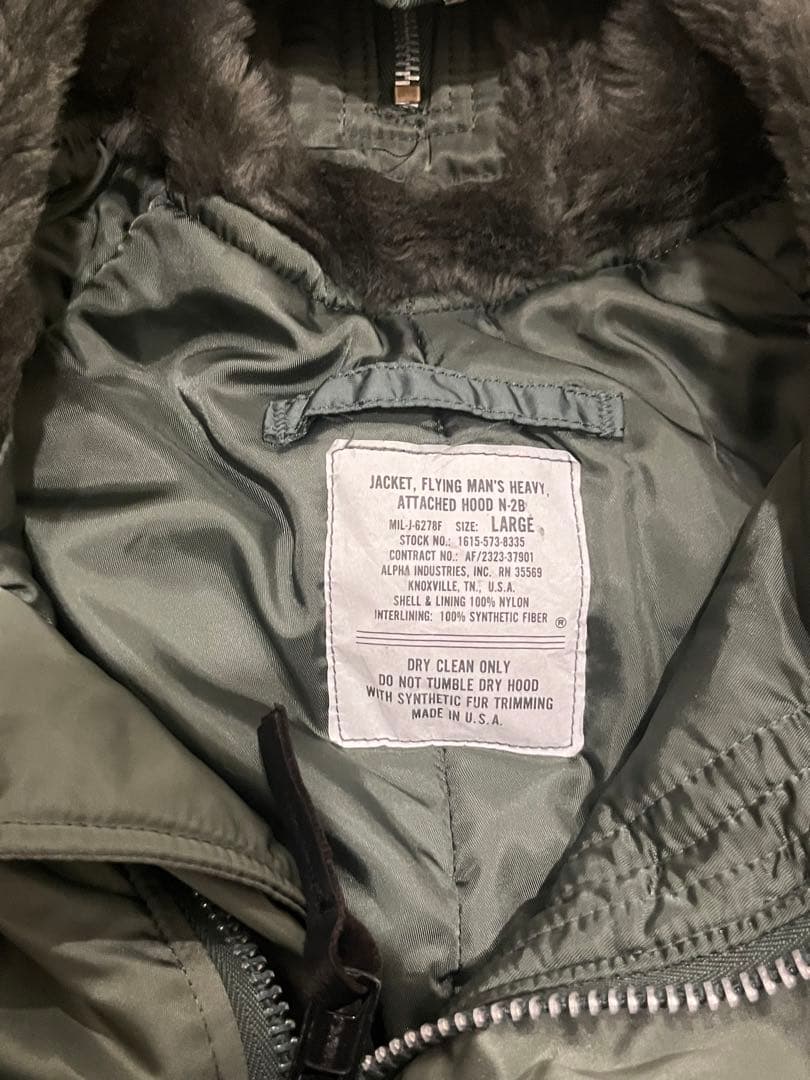 JACKET, FLYING MAN'S HEAVY,
ATTACHED HOOD N-2B
MIL-J-6278F SIZE: LARGE
STOCK NO.: 1615-573-8335
CONTRACT NO.: AF/2323-37901
ALPHA INDUSTRIES, INC. RN 35569
KNOXVILLE, TN., U.S.A.
SHELL & LINING 100% NYLON
INTERLINING: 100% SYNTHETIC FIBER ®
DRY CLEAN ONLY
DO NOT TUMBLE DRY HOOD
WITH SYNTHETIC FUR TRIMMING
MADE IN U.S.A.